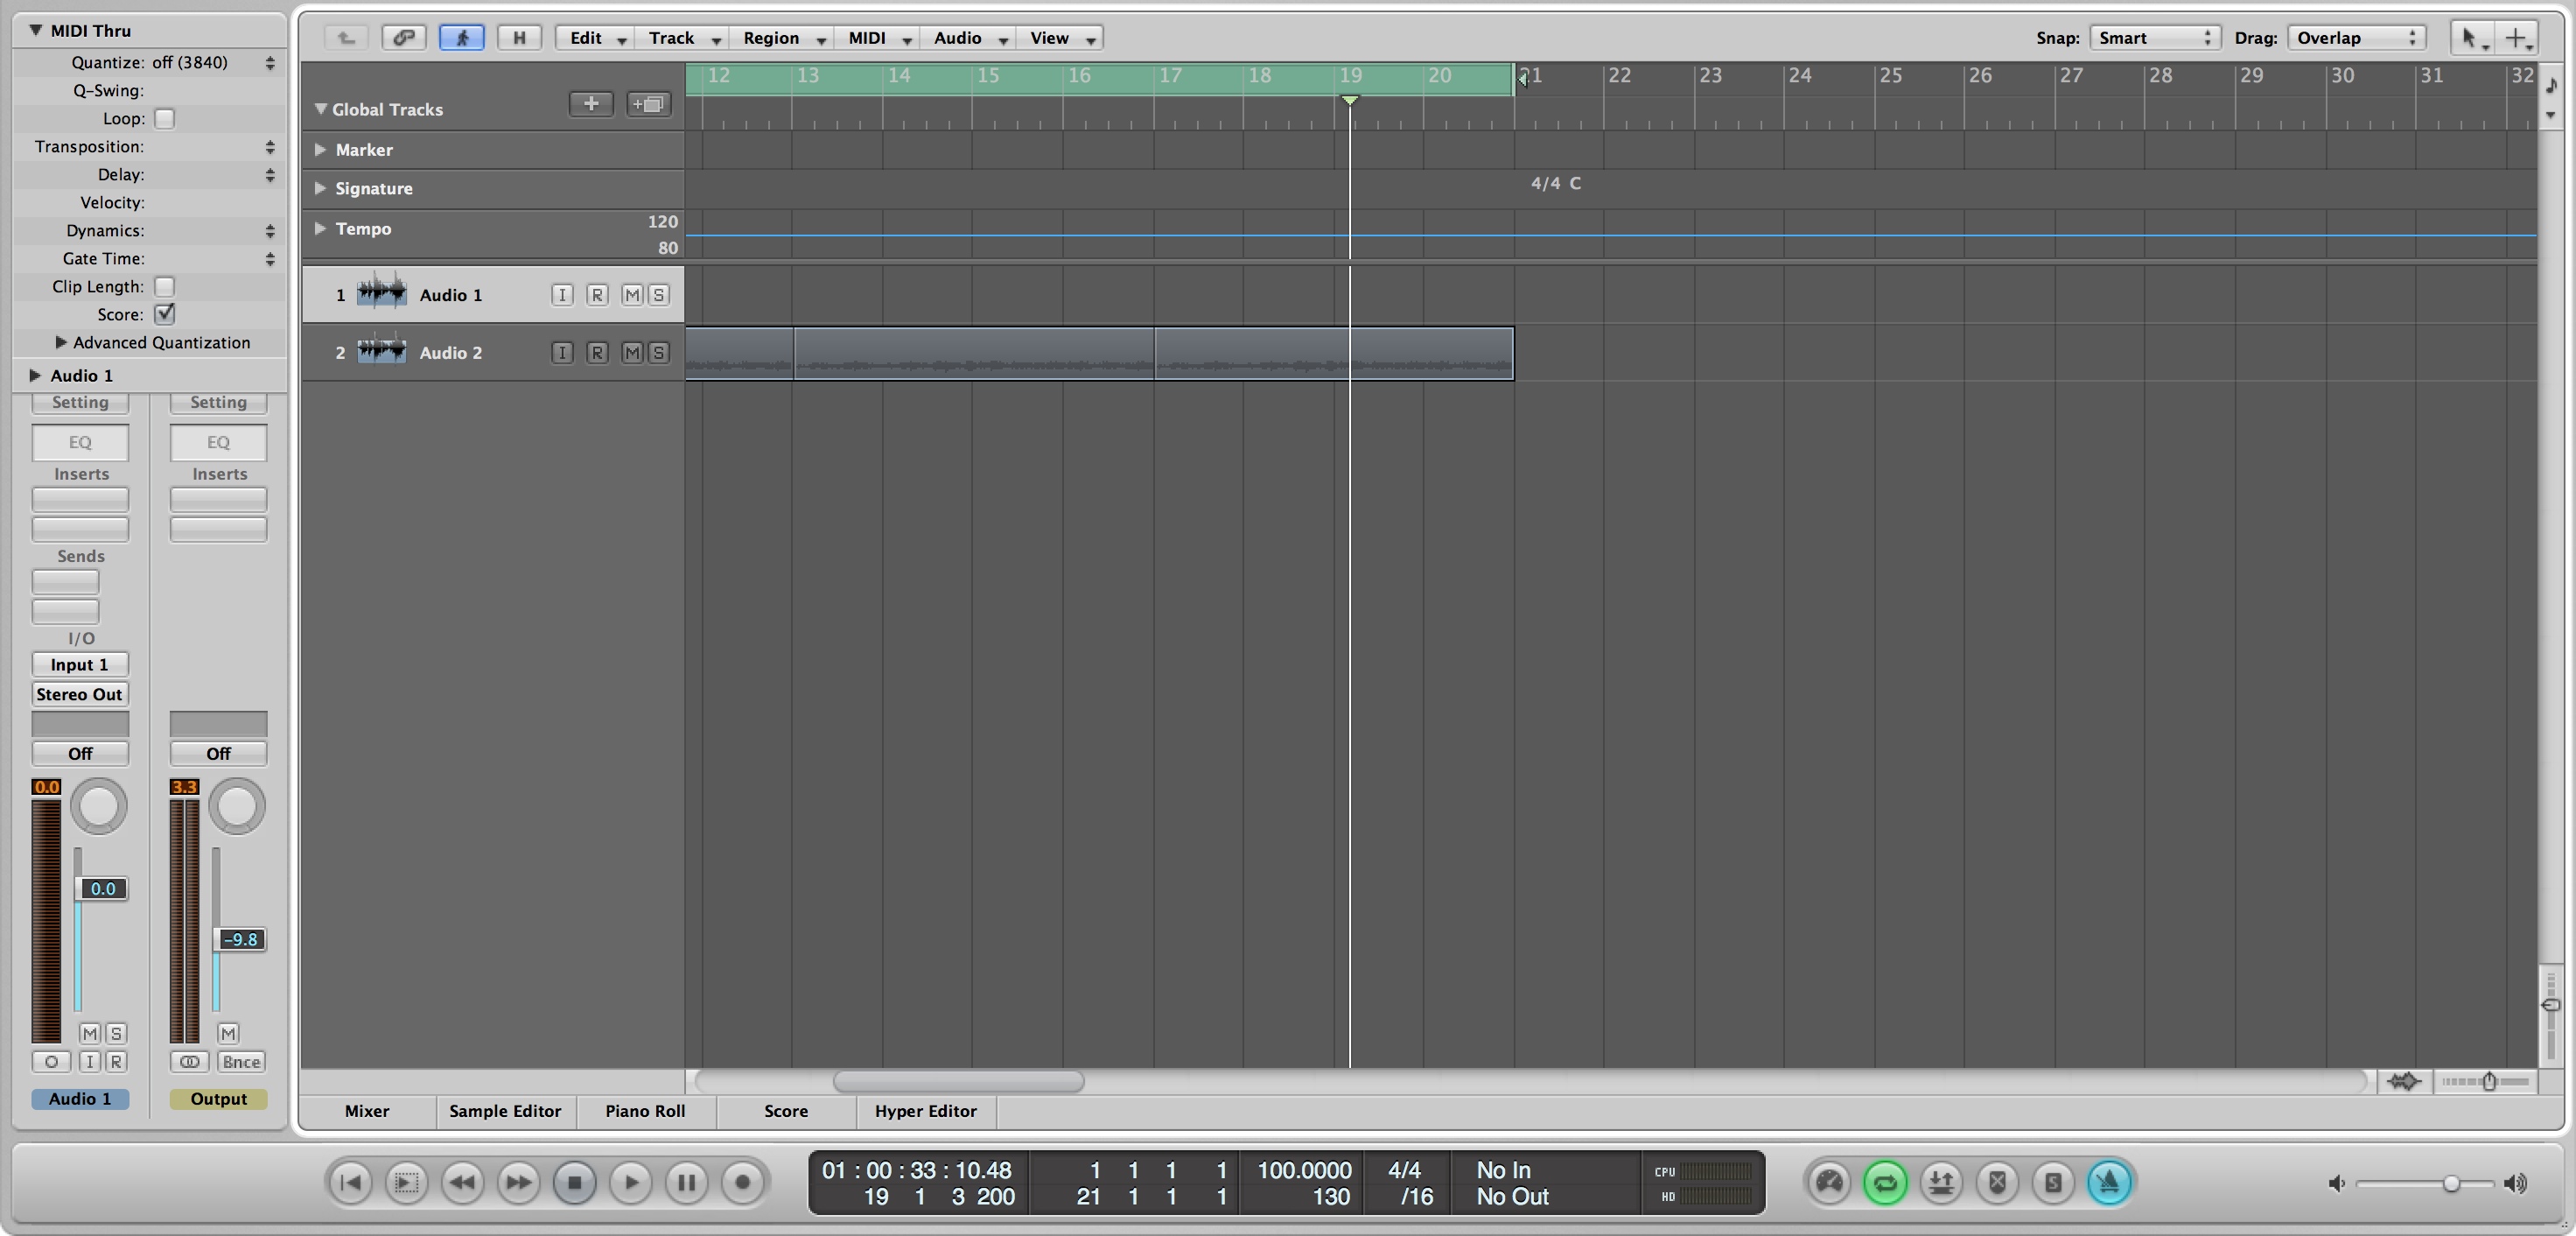 MIDI Thru
Quantize: off (3840)
Q-Swing:
Loop:
Transposition:
Delay:
Velocity:
Dynamics:
Gate Time:
Clip Length:
Score:
Advanced Quantization
Audio 1
Setting Setting
EQ EQ
Inserts Inserts
Sends
I/O
Input 1
Stereo Out
Off Off
0.0 3.3
0.0
-9.8
M S M
I R Bnce
Audio 1 Output
H Edit Track Region MIDI Audio View Snap: Smart Drag: Overlap
12 13 14 15 16 17 18 19 20 21 22 23 24 25 26 27 28 29 30 31 32
Global Tracks
Marker
Signature 4/4 C
Tempo 120
80
1 Audio 1 I R M S
2 Audio 2 I R M S
Mixer Sample Editor Piano Roll Score Hyper Editor
01 : 00 : 33 : 10.48 1 1 1 1 100.0000 4/4 No In CPU
19 1 3 200 21 1 1 1 130 /16 No Out HD
S